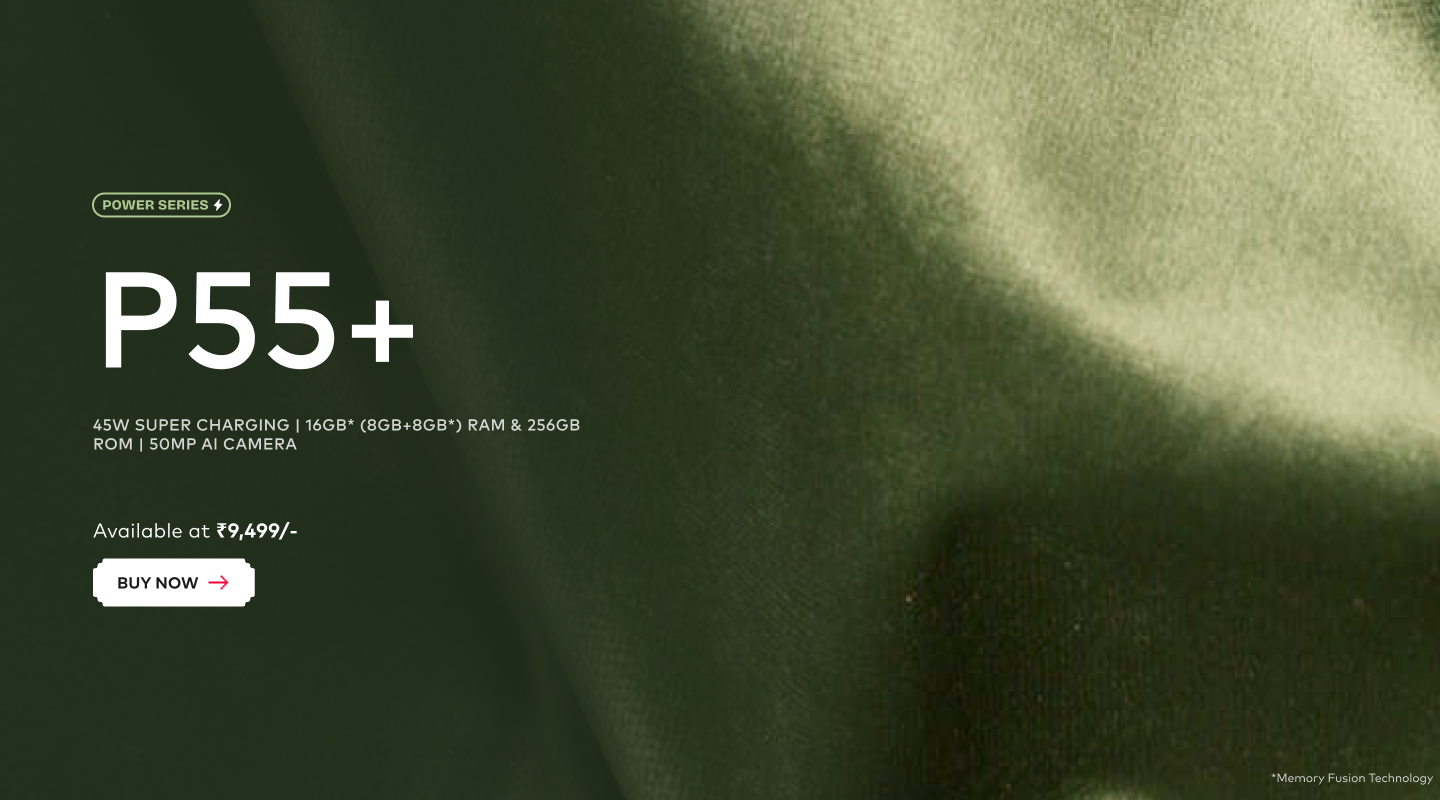 POWER SERIES
P55+
45W SUPER CHARGING | 16GB* (8GB+8GB*) RAM & 256GB
ROM | 50MP AI CAMERA
Available at ₹9,499/-
BUY NOW →
*Memory Fusion Technology